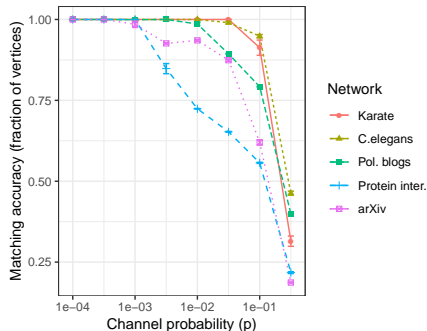 Matching accuracy (fraction of vertices)
1.00
0.75
0.50
0.25
1e−04 1e−03 1e−02 1e−01
Channel probability (p)
Network
Karate
C.elegans
Pol. blogs
Protein inter.
arXiv